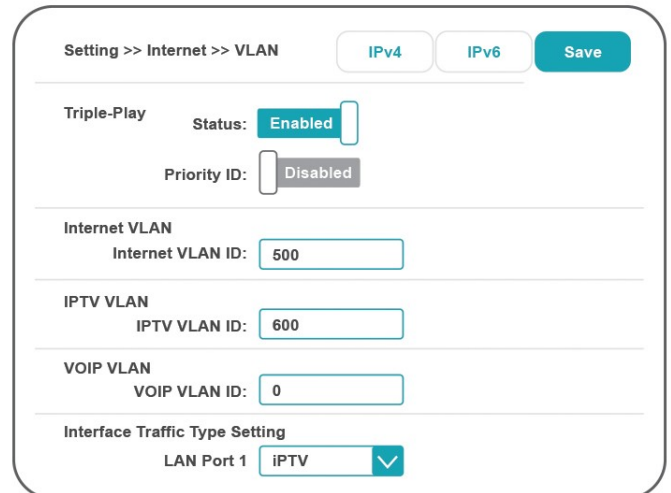 Setting >> Internet >> VLAN IPv4 IPv6 Save
Triple-Play
Status: Enabled
Priority ID: Disabled
Internet VLAN
Internet VLAN ID: 500
IPTV VLAN
IPTV VLAN ID: 600
VOIP VLAN
VOIP VLAN ID: 0
Interface Traffic Type Setting
LAN Port 1 iPTV